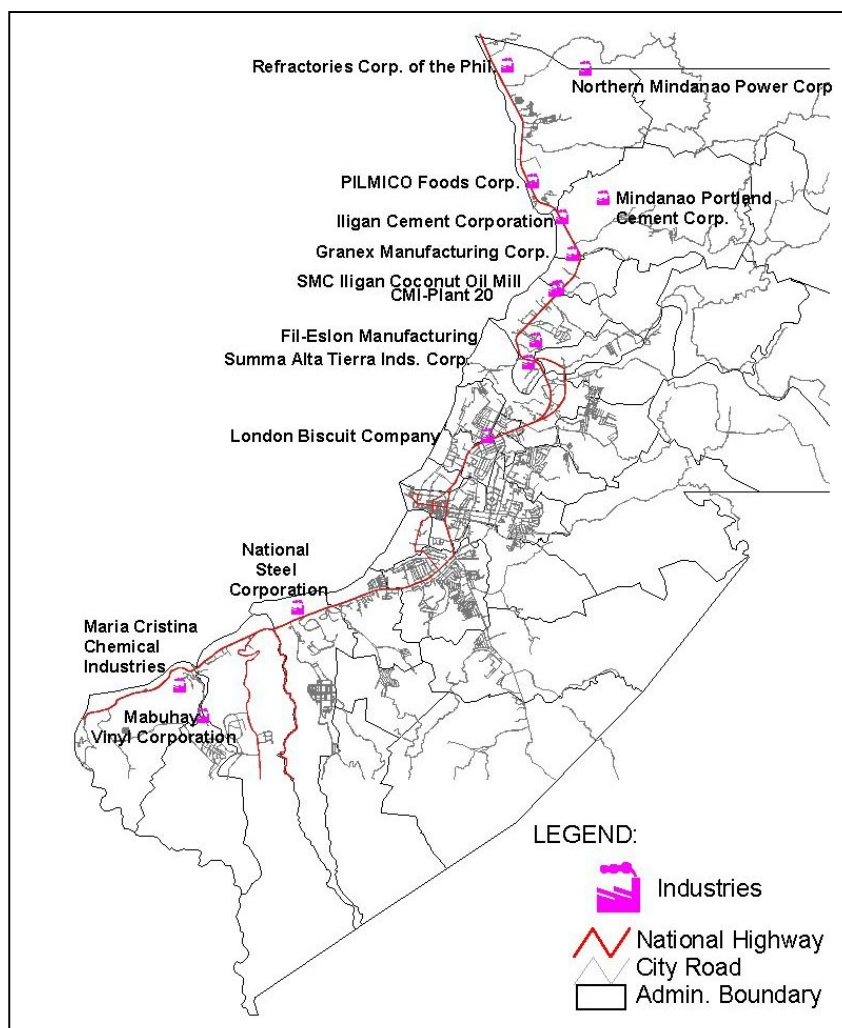 Refractories Corp. of the Phil.
Northern Mindanao Power Corp
PILMICO Foods Corp.
Mindanao Portland
Cement Corp.
Iligan Cement Corporation
Granex Manufacturing Corp.
SMC Iligan Coconut Oil Mill
CMI-Plant 20
Fil-Eslon Manufacturing
Summa Alta Tierra Inds. Corp.
London Biscuit Company
National
Steel
Corporation
Maria Cristina
Chemical
Industries
Mabuhay
Vinyl Corporation
LEGEND:
Industries
National Highway
City Road
Admin. Boundary